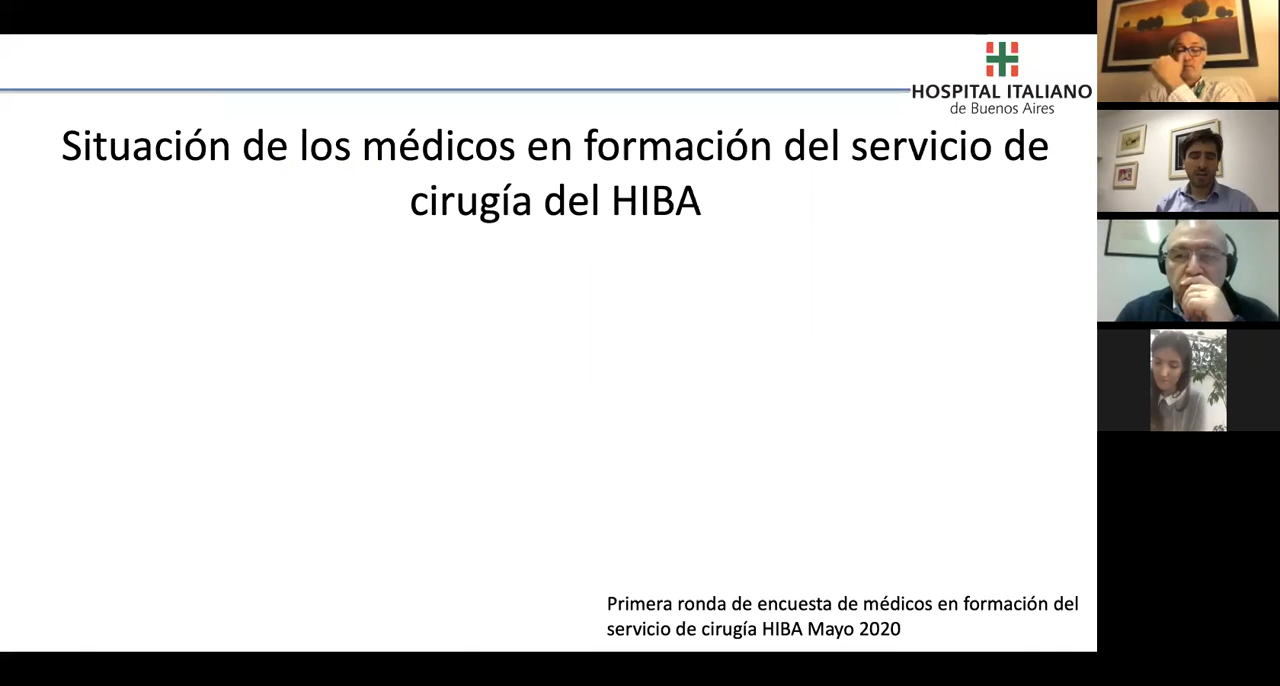 HOSPITAL ITALIANO
de Buenos Aires
Situación de los médicos en formación del servicio de
cirugía del HIBA
Primera ronda de encuesta de médicos en formación del
servicio de cirugía HIBA Mayo 2020